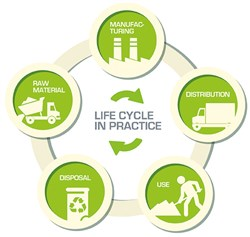 MANUFAC-
TURING
RAW
MATERIAL
DISTRIBUTION
LIFE CYCLE
IN PRACTICE
DISPOSAL
USE